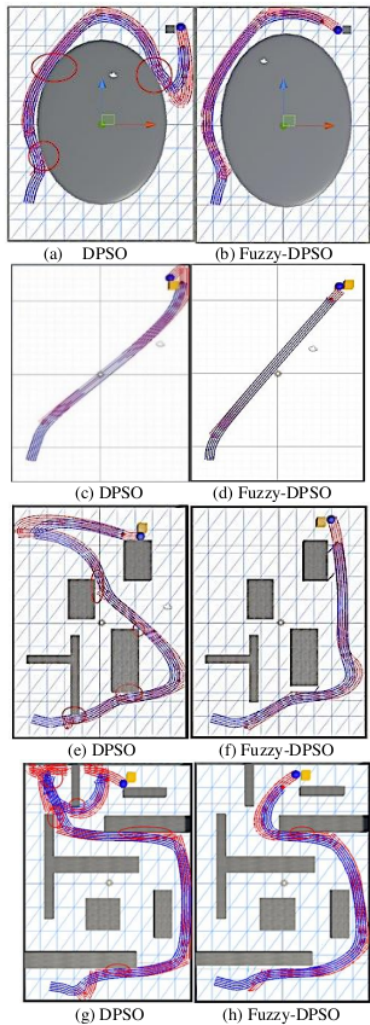 (a) DPSO
(b) Fuzzy-DPSO
(c) DPSO
(d) Fuzzy-DPSO
(e) DPSO
(f) Fuzzy-DPSO
(g) DPSO
(h) Fuzzy-DPSO